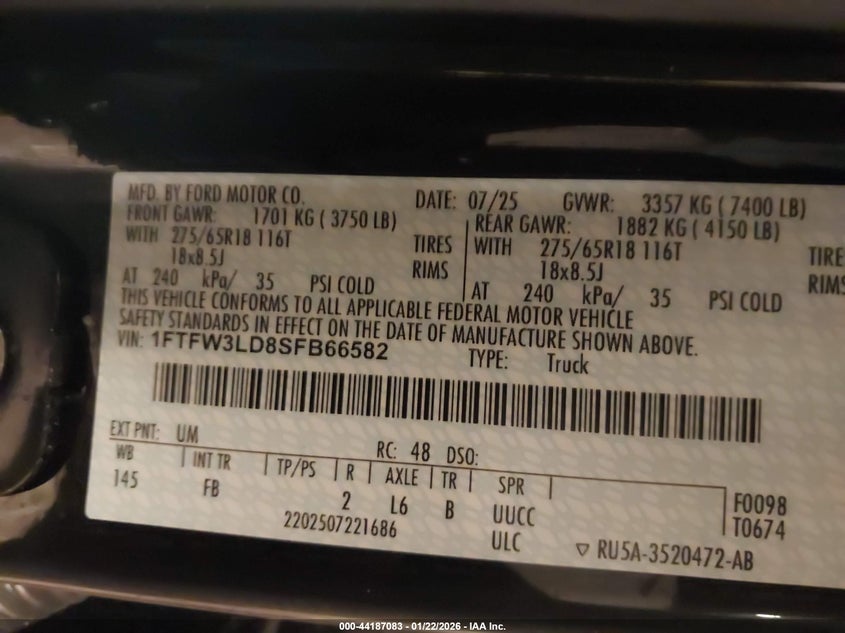 MFD. BY FORD MOTOR CO. DATE: 07/25 GVWR: 3357 KG ( 7400 LB)
FRONT GAWR: 1701 KG ( 3750 LB) REAR GAWR: 1882 KG ( 4150 LB)
WITH 275/65R18 116T TIRES WITH 275/65R18 116T TIRES
18x8.5J RIMS 18x8.5J RIMS
AT 240 kPa/ 35 PSI COLD AT 240 kPa/ 35 PSI COLD
THIS VEHICLE CONFORMS TO ALL APPLICABLE FEDERAL MOTOR VEHICLE
SAFETY STANDARDS IN EFFECT ON THE DATE OF MANUFACTURE SHOWN ABOVE.
VIN: 1FTFW3LD8SFB66582 TYPE: Truck
EXT PNT: UM RC: 48 DSO:
WB INT TR TP/PS R AXLE TR SPR
145 FB 2 L6 B UUCC F0098
2202507221686 ULC T0674
▽ RU5A-3520472-AB
000-44187083 - 01/22/2026 - IAA Inc.